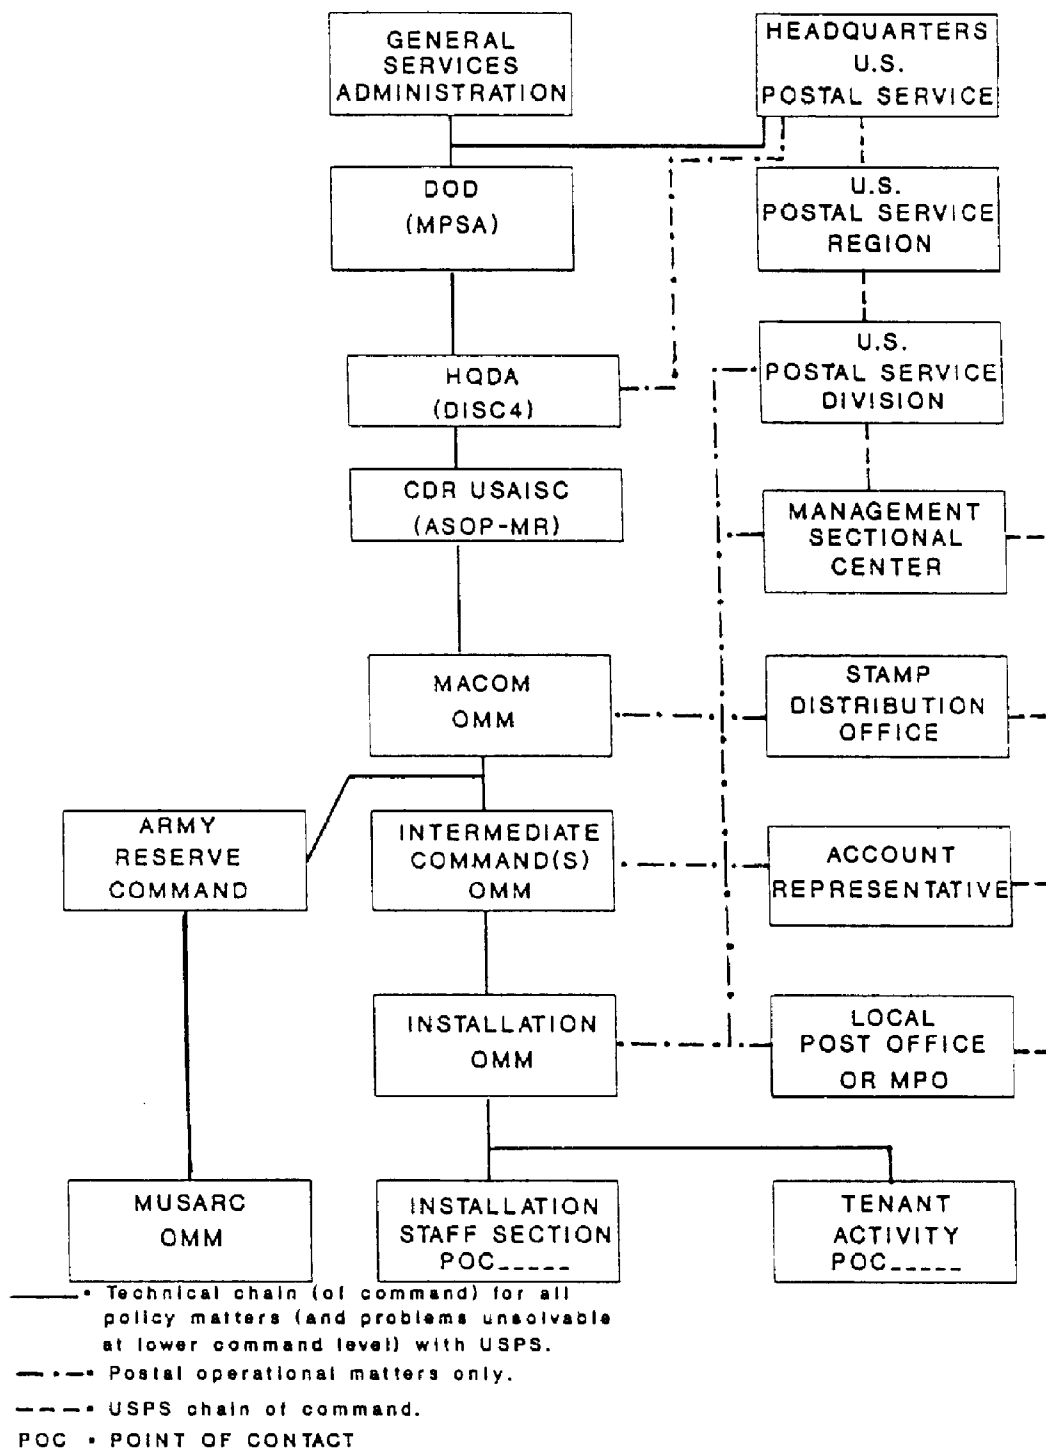 GENERAL
SERVICES
ADMINISTRATION
HEADQUARTERS
U.S.
POSTAL SERVICE
DOD
(MPSA)
U.S.
POSTAL SERVICE
REGION
HQDA
(DISC4)
U.S.
POSTAL SERVICE
DIVISION
CDR USAISC
(ASOP-MR)
MANAGEMENT
SECTIONAL
CENTER
MACOM
OMM
STAMP
DISTRIBUTION
OFFICE
ARMY
RESERVE
COMMAND
INTERMEDIATE
COMMAND(S)
OMM
ACCOUNT
REPRESENTATIVE
INSTALLATION
OMM
LOCAL
POST OFFICE
OR MPO
MUSARC
OMM
INSTALLATION
STAFF SECTION
POC_____
TENANT
ACTIVITY
POC_____
Technical chain (of command) for all
policy matters (and problems unsolvable
at lower command level) with USPS.
Postal operational matters only.
USPS chain of command.
POC • POINT OF CONTACT